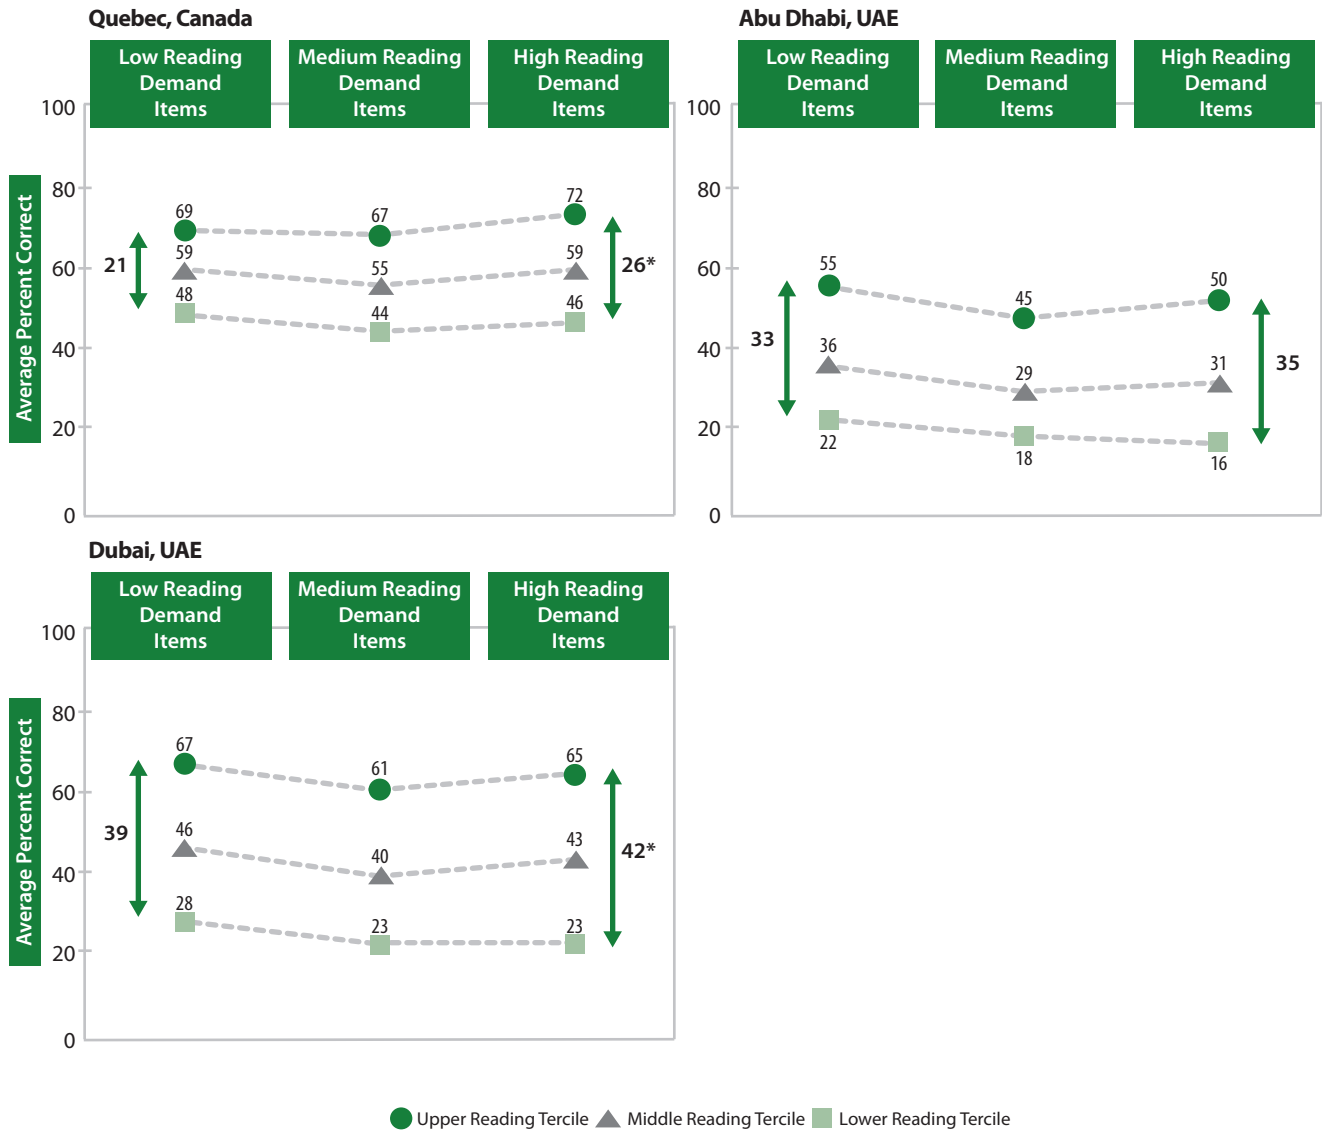 Quebec, Canada
Low Reading
Demand
Items
Medium Reading
Demand
Items
High Reading
Demand
Items
Average Percent Correct
100
80
60
40
20
0
69
67
72
59
55
59
48
44
46
21
26*
Abu Dhabi, UAE
Low Reading
Demand
Items
Medium Reading
Demand
Items
High Reading
Demand
Items
100
80
60
40
20
0
55
45
50
36
29
31
22
18
16
33
35
Dubai, UAE
Low Reading
Demand
Items
Medium Reading
Demand
Items
High Reading
Demand
Items
Average Percent Correct
100
80
60
40
20
0
67
61
65
46
40
43
28
23
23
39
42*
Upper Reading Tercile Middle Reading Tercile Lower Reading Tercile